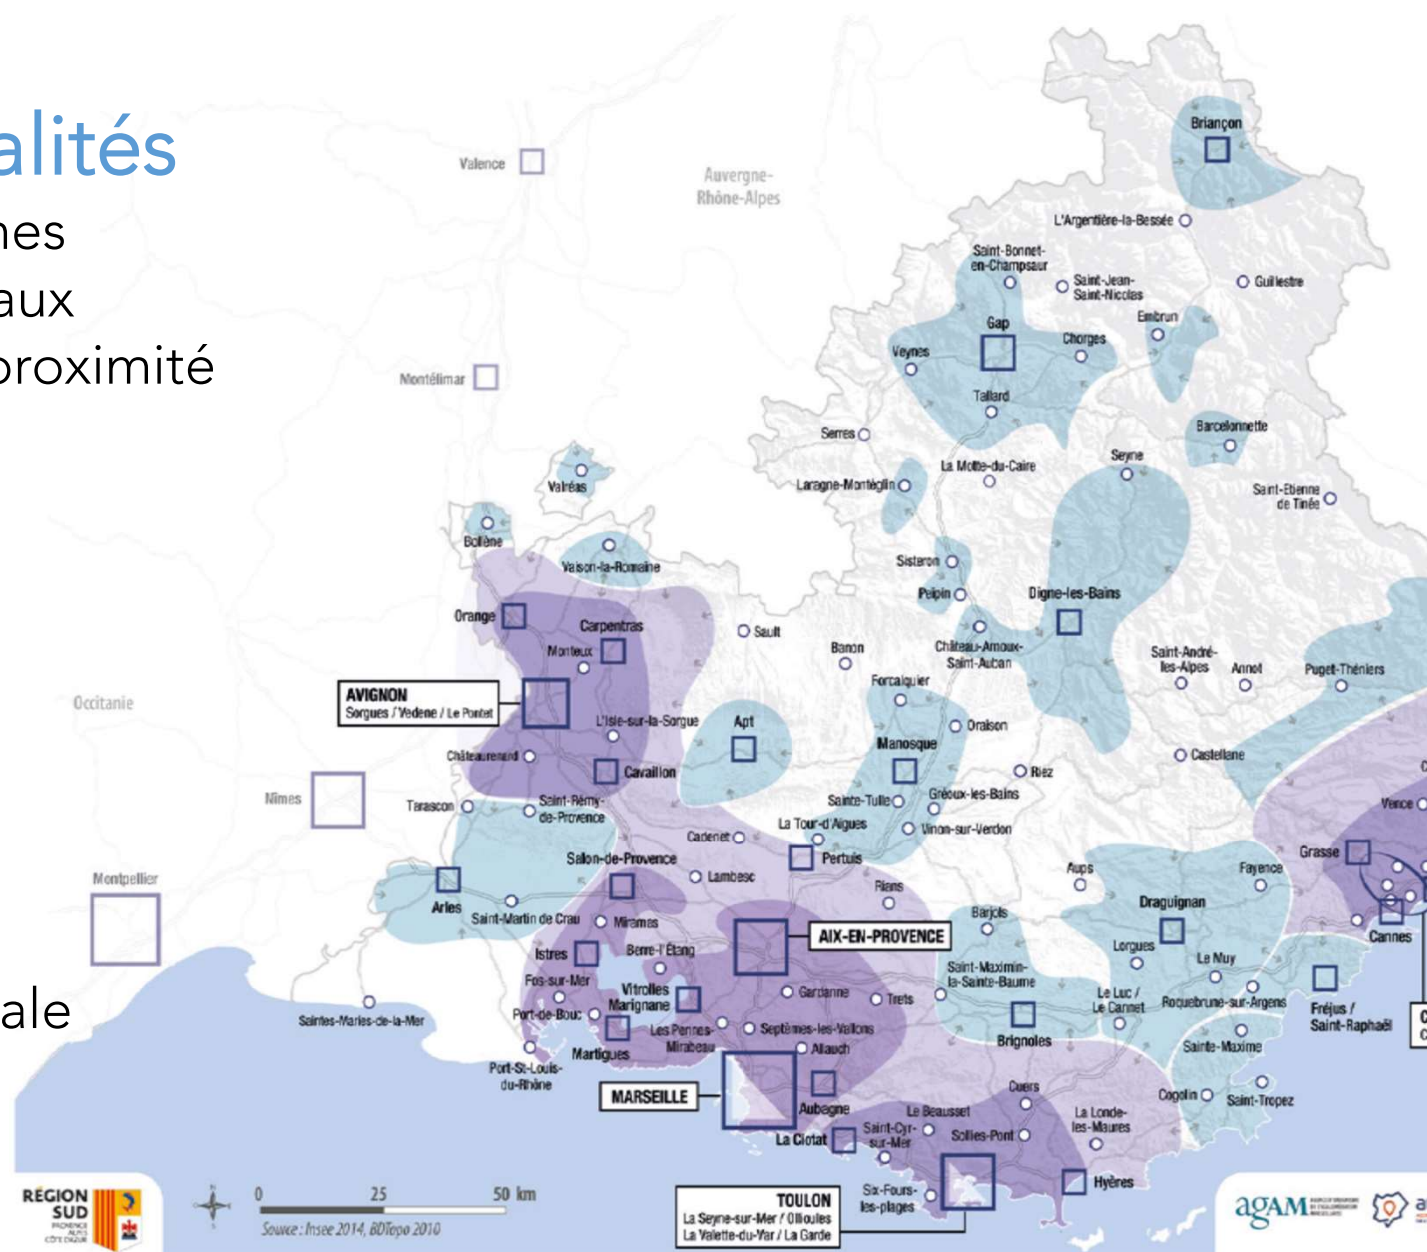 alités
nes
aux
proximité
ale
Valence
Auvergne-
Rhône-Alpes
Montélimar
Occitanie
Nîmes
Montpellier
Briançon
L'Argentière-la-Bessée
Saint-Bonnet-
en-Champsaur
Saint-Jean-
Saint-Nicolas
Guillestre
Gap
Embrun
Chorges
Veynes
Tallard
Serres
Barcelonnette
La Motte-du-Caire
Seyne
Laragne-Montéglin
Saint-Etienne
de Tinée
Valréas
Bollène
Vaison-la-Romaine
Sisteron
Peipin
Digne-les-Bains
Orange
Carpentras
Monteux
Sault
Banon
Château-Arnoux-
Saint-Auban
Saint-André-
les-Alpes
Annot
Puget-Théniers
Forcalquier
AVIGNON
Sorgues / Vedene / Le Pontet
L'Isle-sur-la-Sorgue
Apt
Oraison
Manosque
Châteaurenard
Cavaillon
Castellane
Riez
Tarascon
Saint-Rémy-
de-Provence
Sainte-Tulle
Gréoux-les-Bains
Vence
Cadenet
La Tour-d'Aigues
Vinon-sur-Verdon
Salon-de-Provence
Pertuis
Grasse
Lambesc
Aups
Fayence
Arles
Rians
Draguignan
Saint-Martin de Crau
Miramas
Barjols
Cannes
AIX-EN-PROVENCE
Istres
Berre-l'Étang
Lorgues
Le Muy
Fos-sur-Mer
Vitrolles
Marignane
Gardanne
Trets
Saint-Maximin-
la-Sainte-Baume
Le Luc /
Le Cannet
Roquebrune-sur-Argens
Fréjus /
Saint-Raphaël
Saintes-Maries-de-la-Mer
Port-de-Bouc
Les Pennes-
Mirabeau
Septèmes-les-Vallons
Brignoles
Sainte-Maxime
Martigues
Allauch
Port-St-Louis-
du-Rhône
MARSEILLE
Aubagne
Cuers
Cogolin
Saint-Tropez
Le Beausset
La Londe-
les-Maures
La Ciotat
Saint-Cyr-
sur-Mer
Sollies-Pont
Hyères
Six-Fours-
les-plages
TOULON
La Seyne-sur-Mer / Ollioules
La Valette-du-Var / La Garde
RÉGION
SUD
PROVENCE
ALPES
CÔTE D'AZUR
0 25 50 km
Source : Insee 2014, BDTopo 2010
agAM